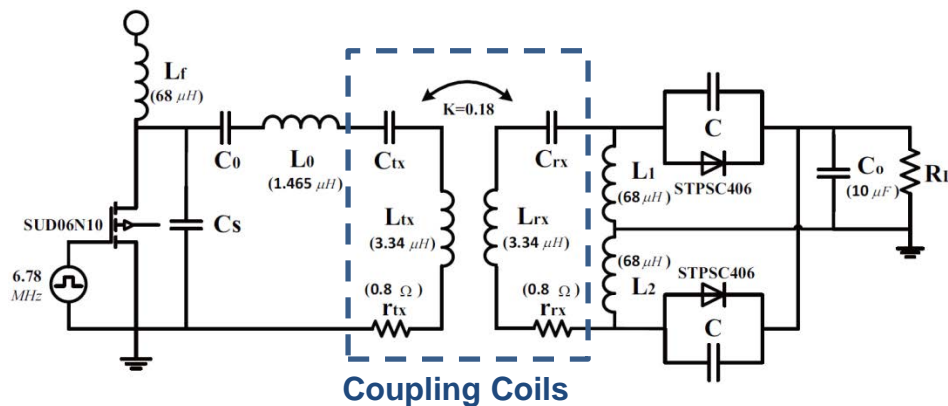 Lf
(68 μH)
C0
L0
(1.465 μH)
Ctx
K=0.18
Crx
Ltx
(3.34 μH)
Lrx
(3.34 μH)
(0.8 Ω)
rtx
(0.8 Ω)
rrx
SUD06N10
Cs
6.78
MHz
L1
(68 μH)
C
STPSC406
Co
(10 μF)
Rl
(68 μH)
L2
STPSC406
C
Coupling Coils